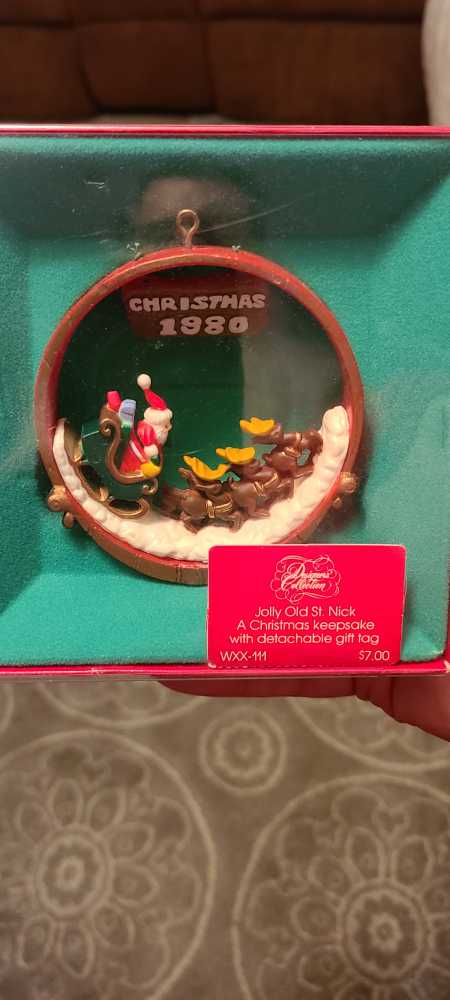 CHRISTMAS
1980
Designers'
Collection
Jolly Old St. Nick
A Christmas keepsake
with detachable gift tag
WXX-111 $7.00